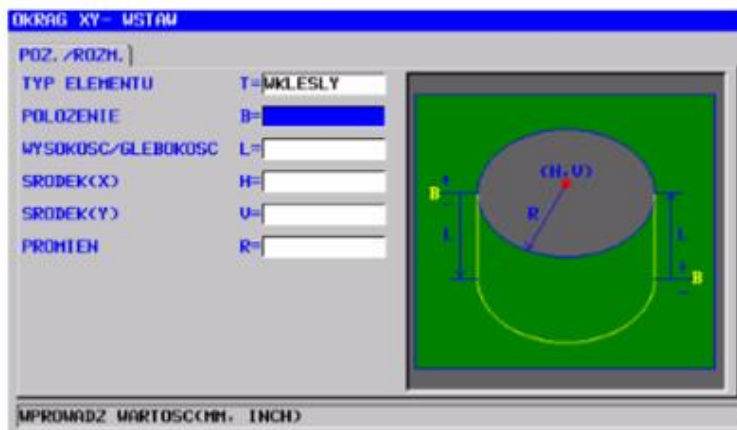 OKRAG XY- WSTAW
POZ./ROZM.
TYP ELEMENTU T= WKLESLY
POLOZENIE B=
WYSOKOSC/GLEBOKOSC L=
SRODEK(X) H=
SRODEK(Y) V=
PROMIEN R=
(H,V)
B + -
R
L L
+ B -
WPROWADZ WARTOSC(MM, INCH)